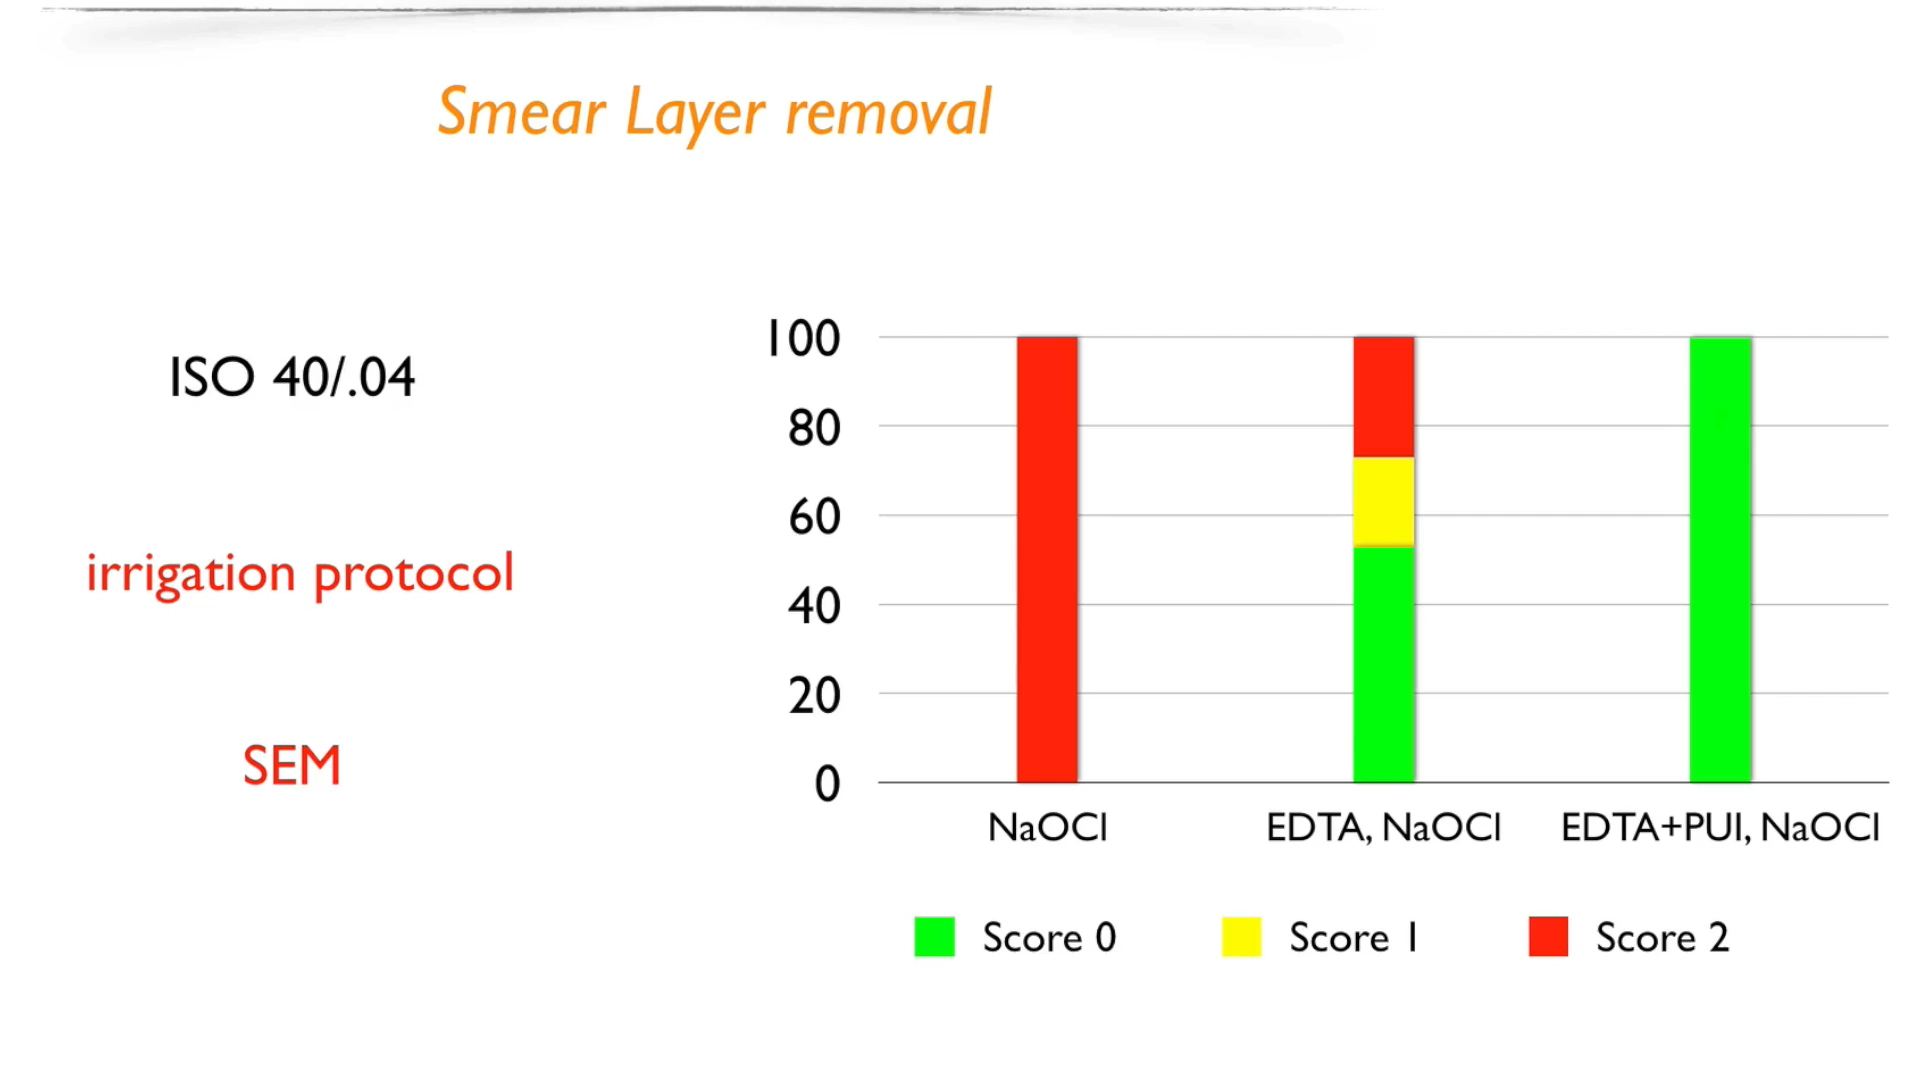 Smear Layer removal
ISO 40/.04
irrigation protocol
SEM
100
80
60
40
20
0
NaOCl
EDTA, NaOCl
EDTA+PUI, NaOCl
Score 0
Score 1
Score 2